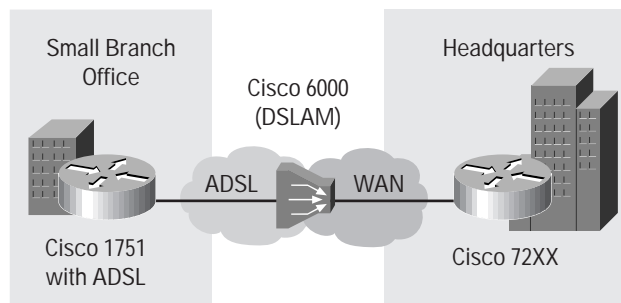 Small Branch
Office
Headquarters
Cisco 6000
(DSLAM)
ADSL
WAN
Cisco 1751
with ADSL
Cisco 72XX